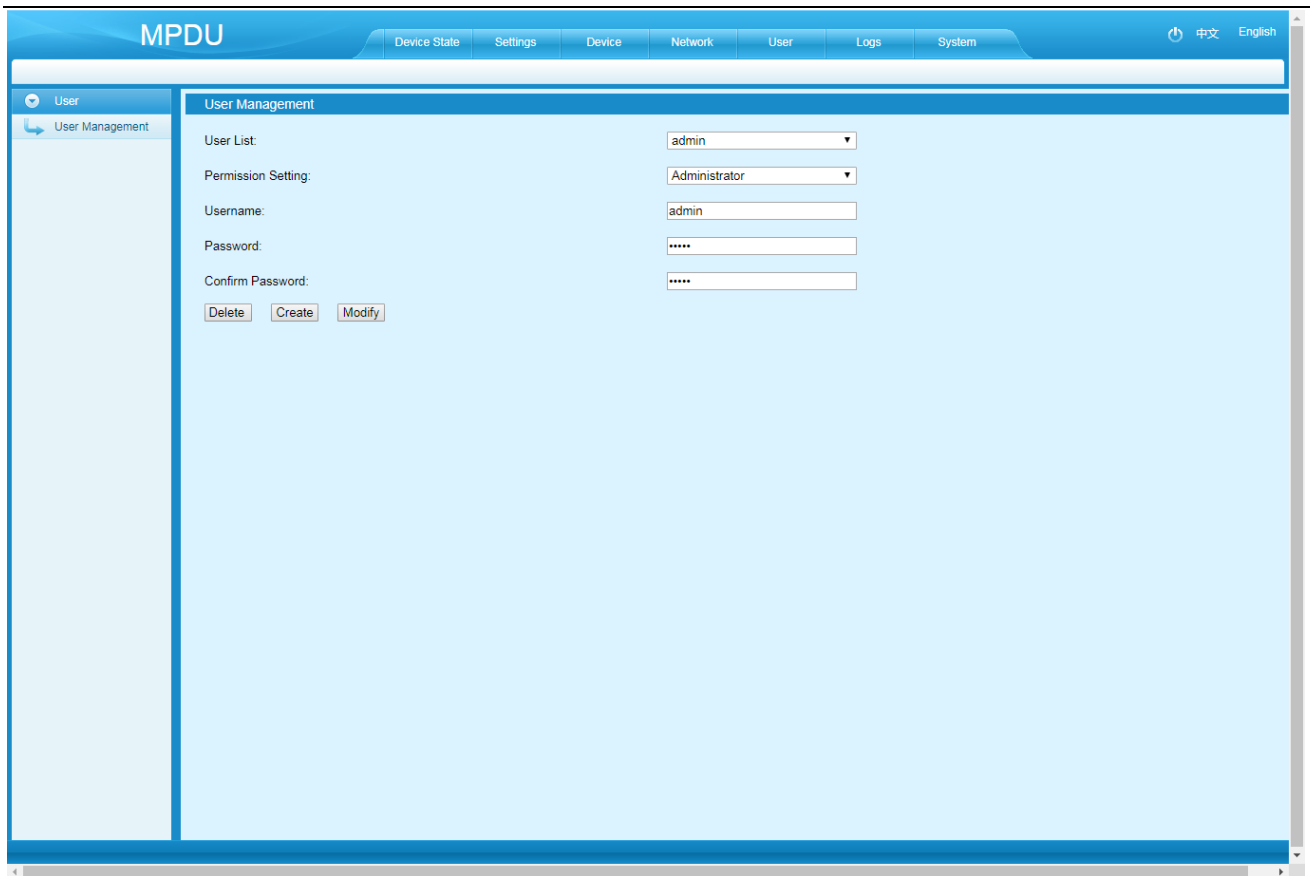 MPDU
Device State Settings Device Network User Logs System
中文 English
User
User Management
User Management
User List: admin
Permission Setting: Administrator
Username: admin
Password: •••••
Confirm Password: •••••
Delete Create Modify